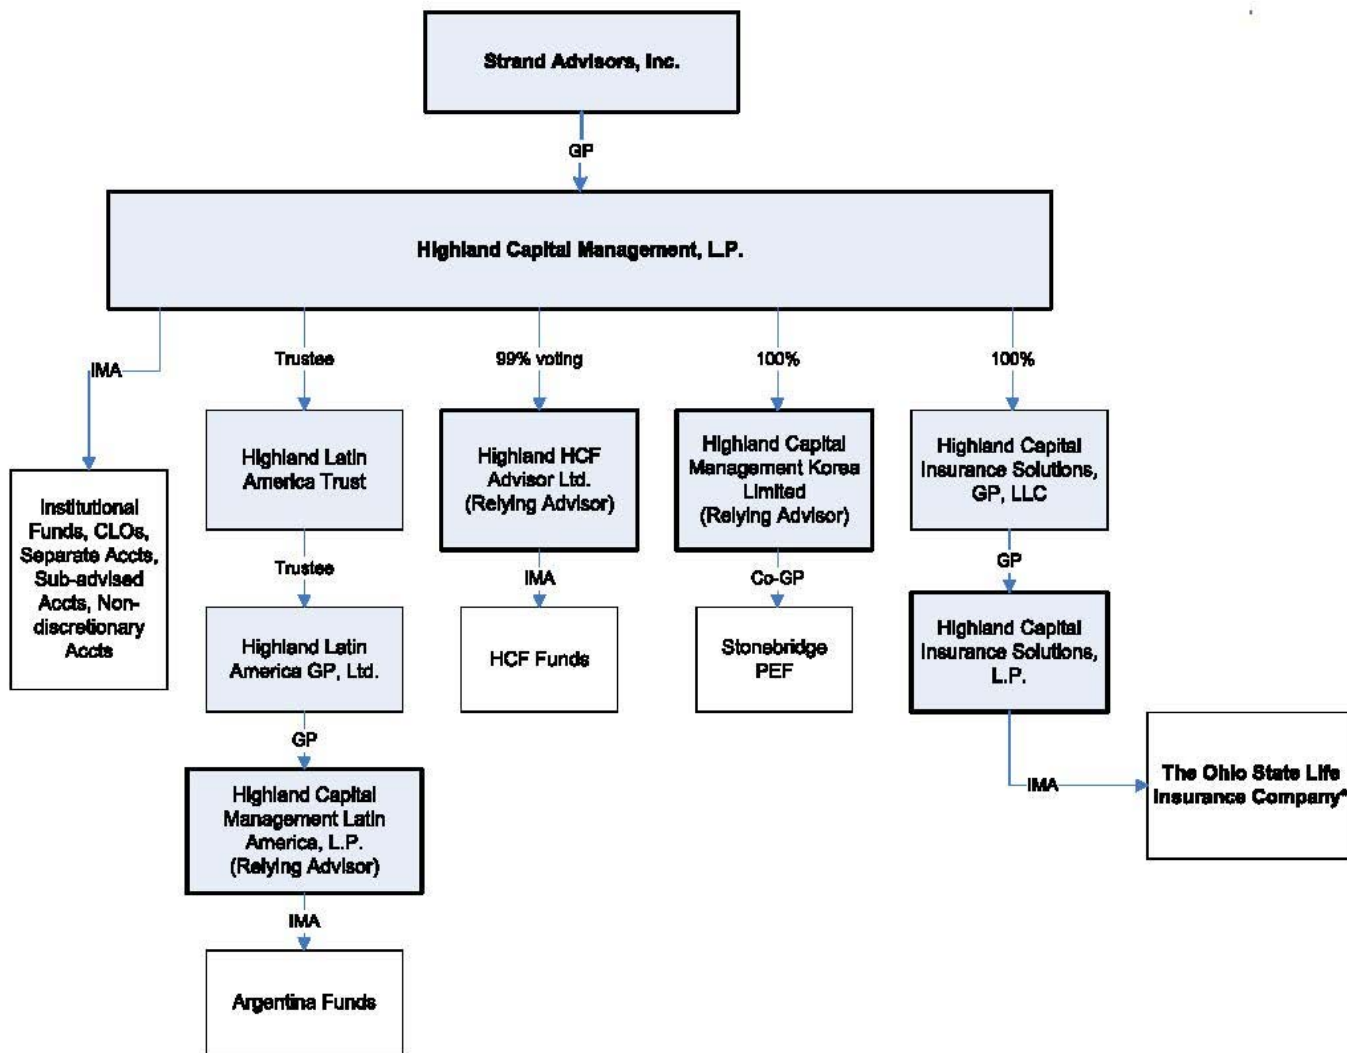 Strand Advisors, Inc.
GP
Highland Capital Management, L.P.
IMA
Trustee
99% voting
100%
100%
Institutional
Funds, CLOs,
Separate Accts,
Sub-advised
Accts, Non-
discretionary
Accts
Highland Latin
America Trust
Highland HCF
Advisor Ltd.
(Relying Advisor)
Highland Capital
Management Korea
Limited
(Relying Advisor)
Highland Capital
Insurance Solutions,
GP, LLC
Trustee
IMA
Co-GP
GP
Highland Latin
America GP, Ltd.
HCF Funds
Stonebridge
PEF
Highland Capital
Insurance Solutions,
L.P.
GP
IMA
The Ohio State Life
Insurance Company*
Highland Capital
Management Latin
America, L.P.
(Relying Advisor)
IMA
Argentina Funds